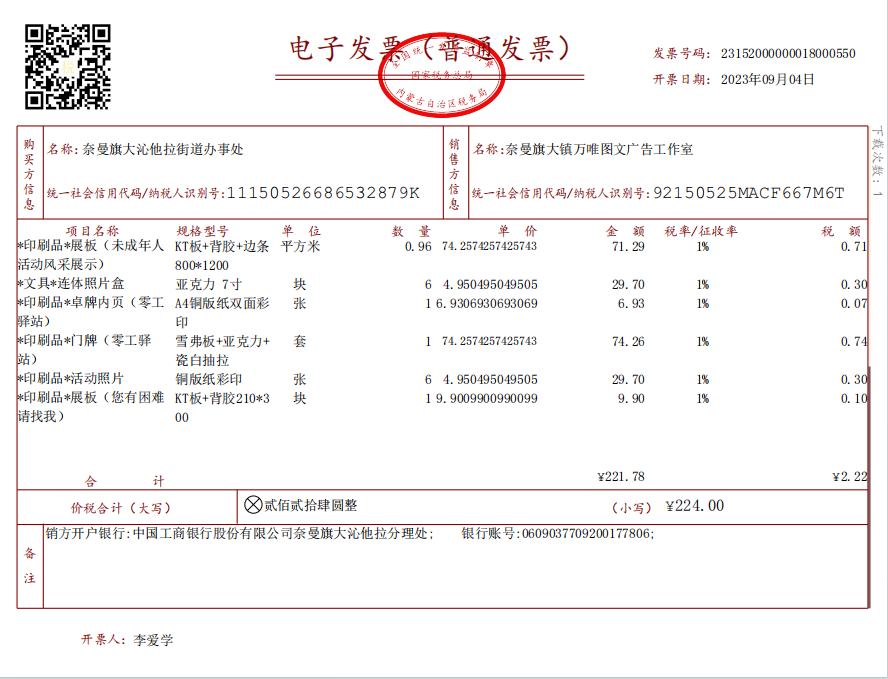 电子发票（普通发票）
全国统一发票监制章
国家税务总局
内蒙古自治区税务局
发票号码: 23152000000018000550
开票日期: 2023年09月04日
下载次数: 1
购买方信息
名称: 奈曼旗大沁他拉街道办事处
统一社会信用代码/纳税人识别号: 11150526686532879K
销售方信息
名称: 奈曼旗大镇万唯图文广告工作室
统一社会信用代码/纳税人识别号: 92150525MACF667M6T
项目名称 规格型号 单位 数量 单价 金额 税率/征收率 税额
*印刷品*展板（未成年人 KT板+背胶+边条 平方米 0.96 74.2574257425743 71.29 1% 0.71
活动风采展示） 800*1200
*文具*连体照片盒 亚克力 7寸 块 6 4.950495049505 29.70 1% 0.30
*印刷品*卓牌内页（零工 A4铜版纸双面彩 张 1 6.9306930693069 6.93 1% 0.07
驿站） 印
*印刷品*门牌（零工驿 雪弗板+亚克力+ 套 1 74.2574257425743 74.26 1% 0.74
站） 瓷白抽拉
*印刷品*活动照片 铜版纸彩印 张 6 4.950495049505 29.70 1% 0.30
*印刷品*展板（您有困难 KT板+背胶210*3 块 1 9.9009900990099 9.90 1% 0.10
请找我） 00
合计 ¥221.78 ¥2.22
价税合计（大写） ⊗贰佰贰拾肆圆整 （小写） ¥224.00
备注
销方开户银行:中国工商银行股份有限公司奈曼旗大沁他拉分理处; 银行账号:0609037709200177806;
开票人: 李爱学